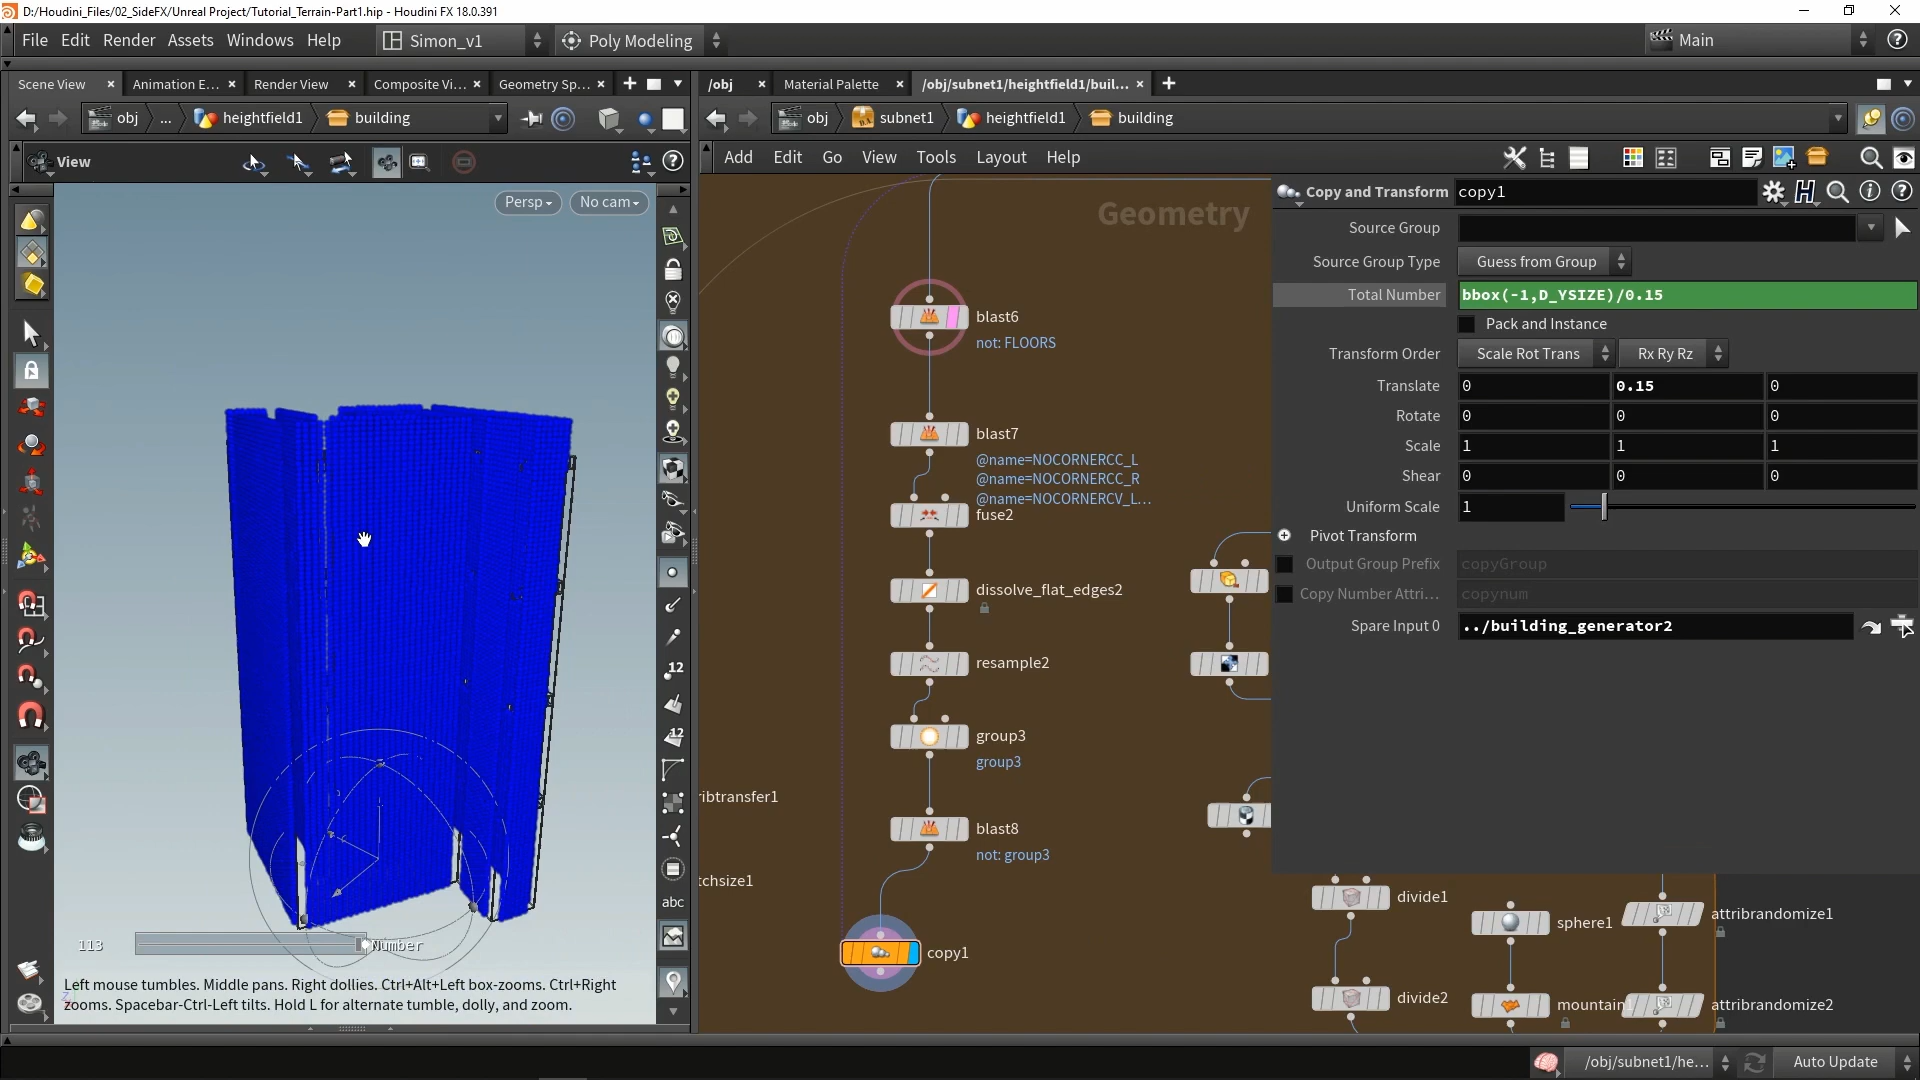 D:/Houdini_Files/02_SideFX/Unreal Project/Tutorial_Terrain-Part1.hip - Houdini FX 18.0.391
File Edit Render Assets Windows Help Simon_v1 Poly Modeling Main
Scene View Animation E... Render View Composite Vi... Geometry Sp...
/obj Material Palette /obj/subnet1/heightfield1/buil...
obj ... heightfield1 building
obj subnet1 heightfield1 building
View
Add Edit Go View Tools Layout Help
Persp No cam
Geometry
Copy and Transform copy1
Source Group
Source Group Type Guess from Group
Total Number bbox(-1,D_YSIZE)/0.15
Pack and Instance
Transform Order Scale Rot Trans Rx Ry Rz
Translate 0 0.15 0
Rotate 0 0 0
Scale 1 1 1
Shear 0 0 0
Uniform Scale 1
Pivot Transform
Output Group Prefix copyGroup
Copy Number Attri... copynum
Spare Input 0 ../building_generator2
blast6
not: FLOORS
blast7
@name=NOCORNERCC_L
@name=NOCORNERCC_R
@name=NOCORNERCV_L...
fuse2
dissolve_flat_edges2
resample2
group3
group3
ribtransfer1
blast8
not: group3
tchsize1
copy1
divide1
sphere1
attribrandomize1
divide2
mountain1
attribrandomize2
12
12
abc
113 Number
Left mouse tumbles. Middle pans. Right dollies. Ctrl+Alt+Left box-zooms. Ctrl+Right
zooms. Spacebar-Ctrl-Left tilts. Hold L for alternate tumble, dolly, and zoom.
/obj/subnet1/he... Auto Update